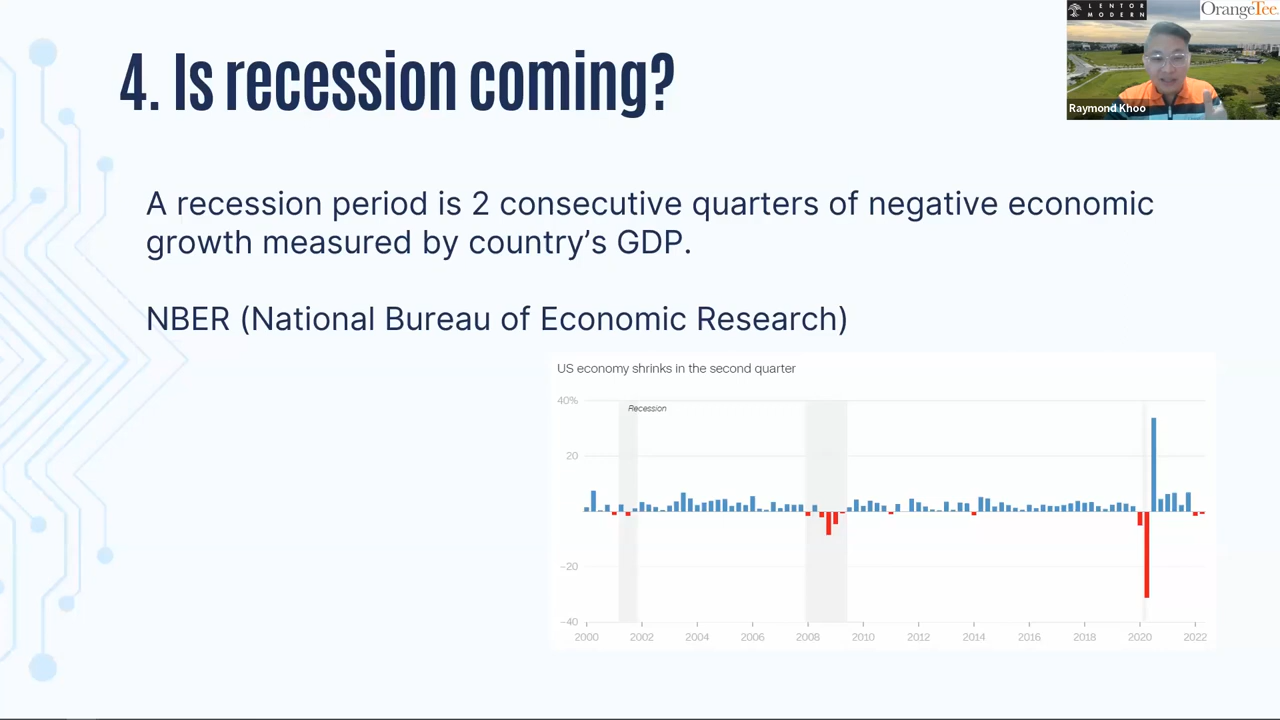 4. Is recession coming?
LENTOR
MODERN
OrangeTee
Raymond Khoo
A recession period is 2 consecutive quarters of negative economic
growth measured by country's GDP.
NBER (National Bureau of Economic Research)
US economy shrinks in the second quarter
40%
Recession
20
−20
−40
2000 2002 2004 2006 2008 2010 2012 2014 2016 2018 2020 2022